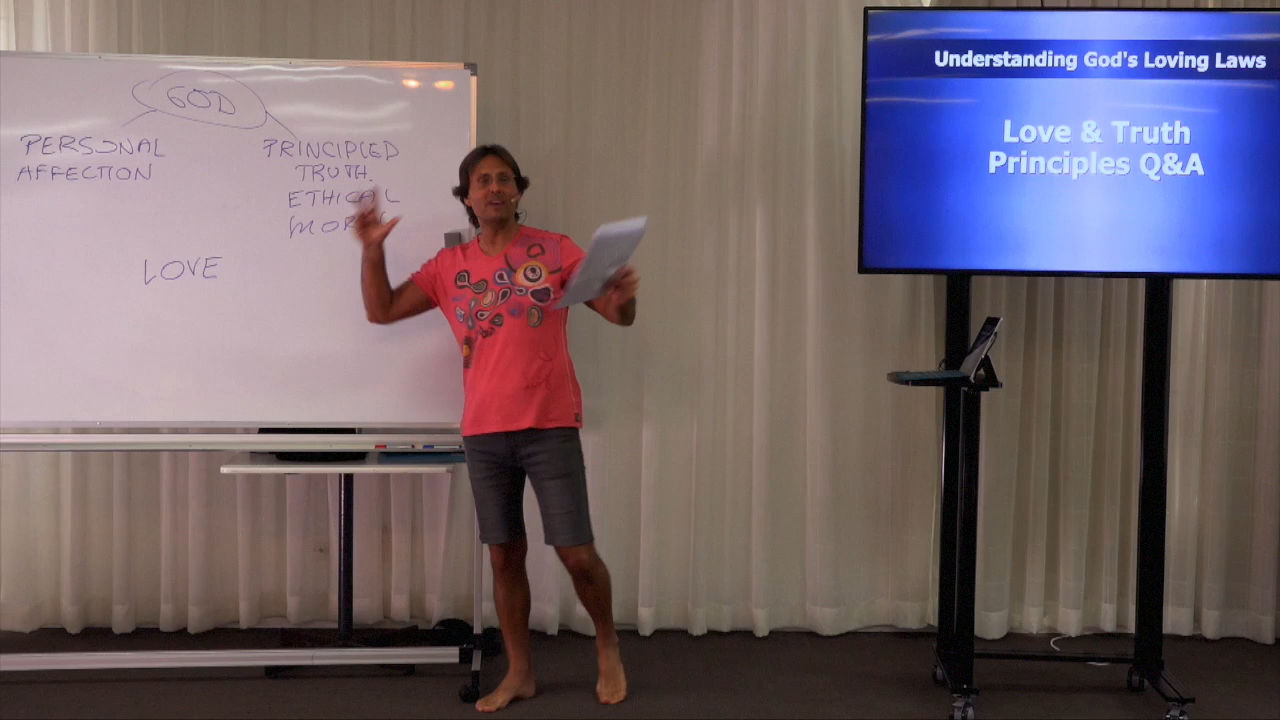 GOD
PERSONAL
AFFECTION
PRINCIPLED
TRUTH.
ETHICAL
LOVE
Understanding God's Loving Laws
Love & Truth
Principles Q&A